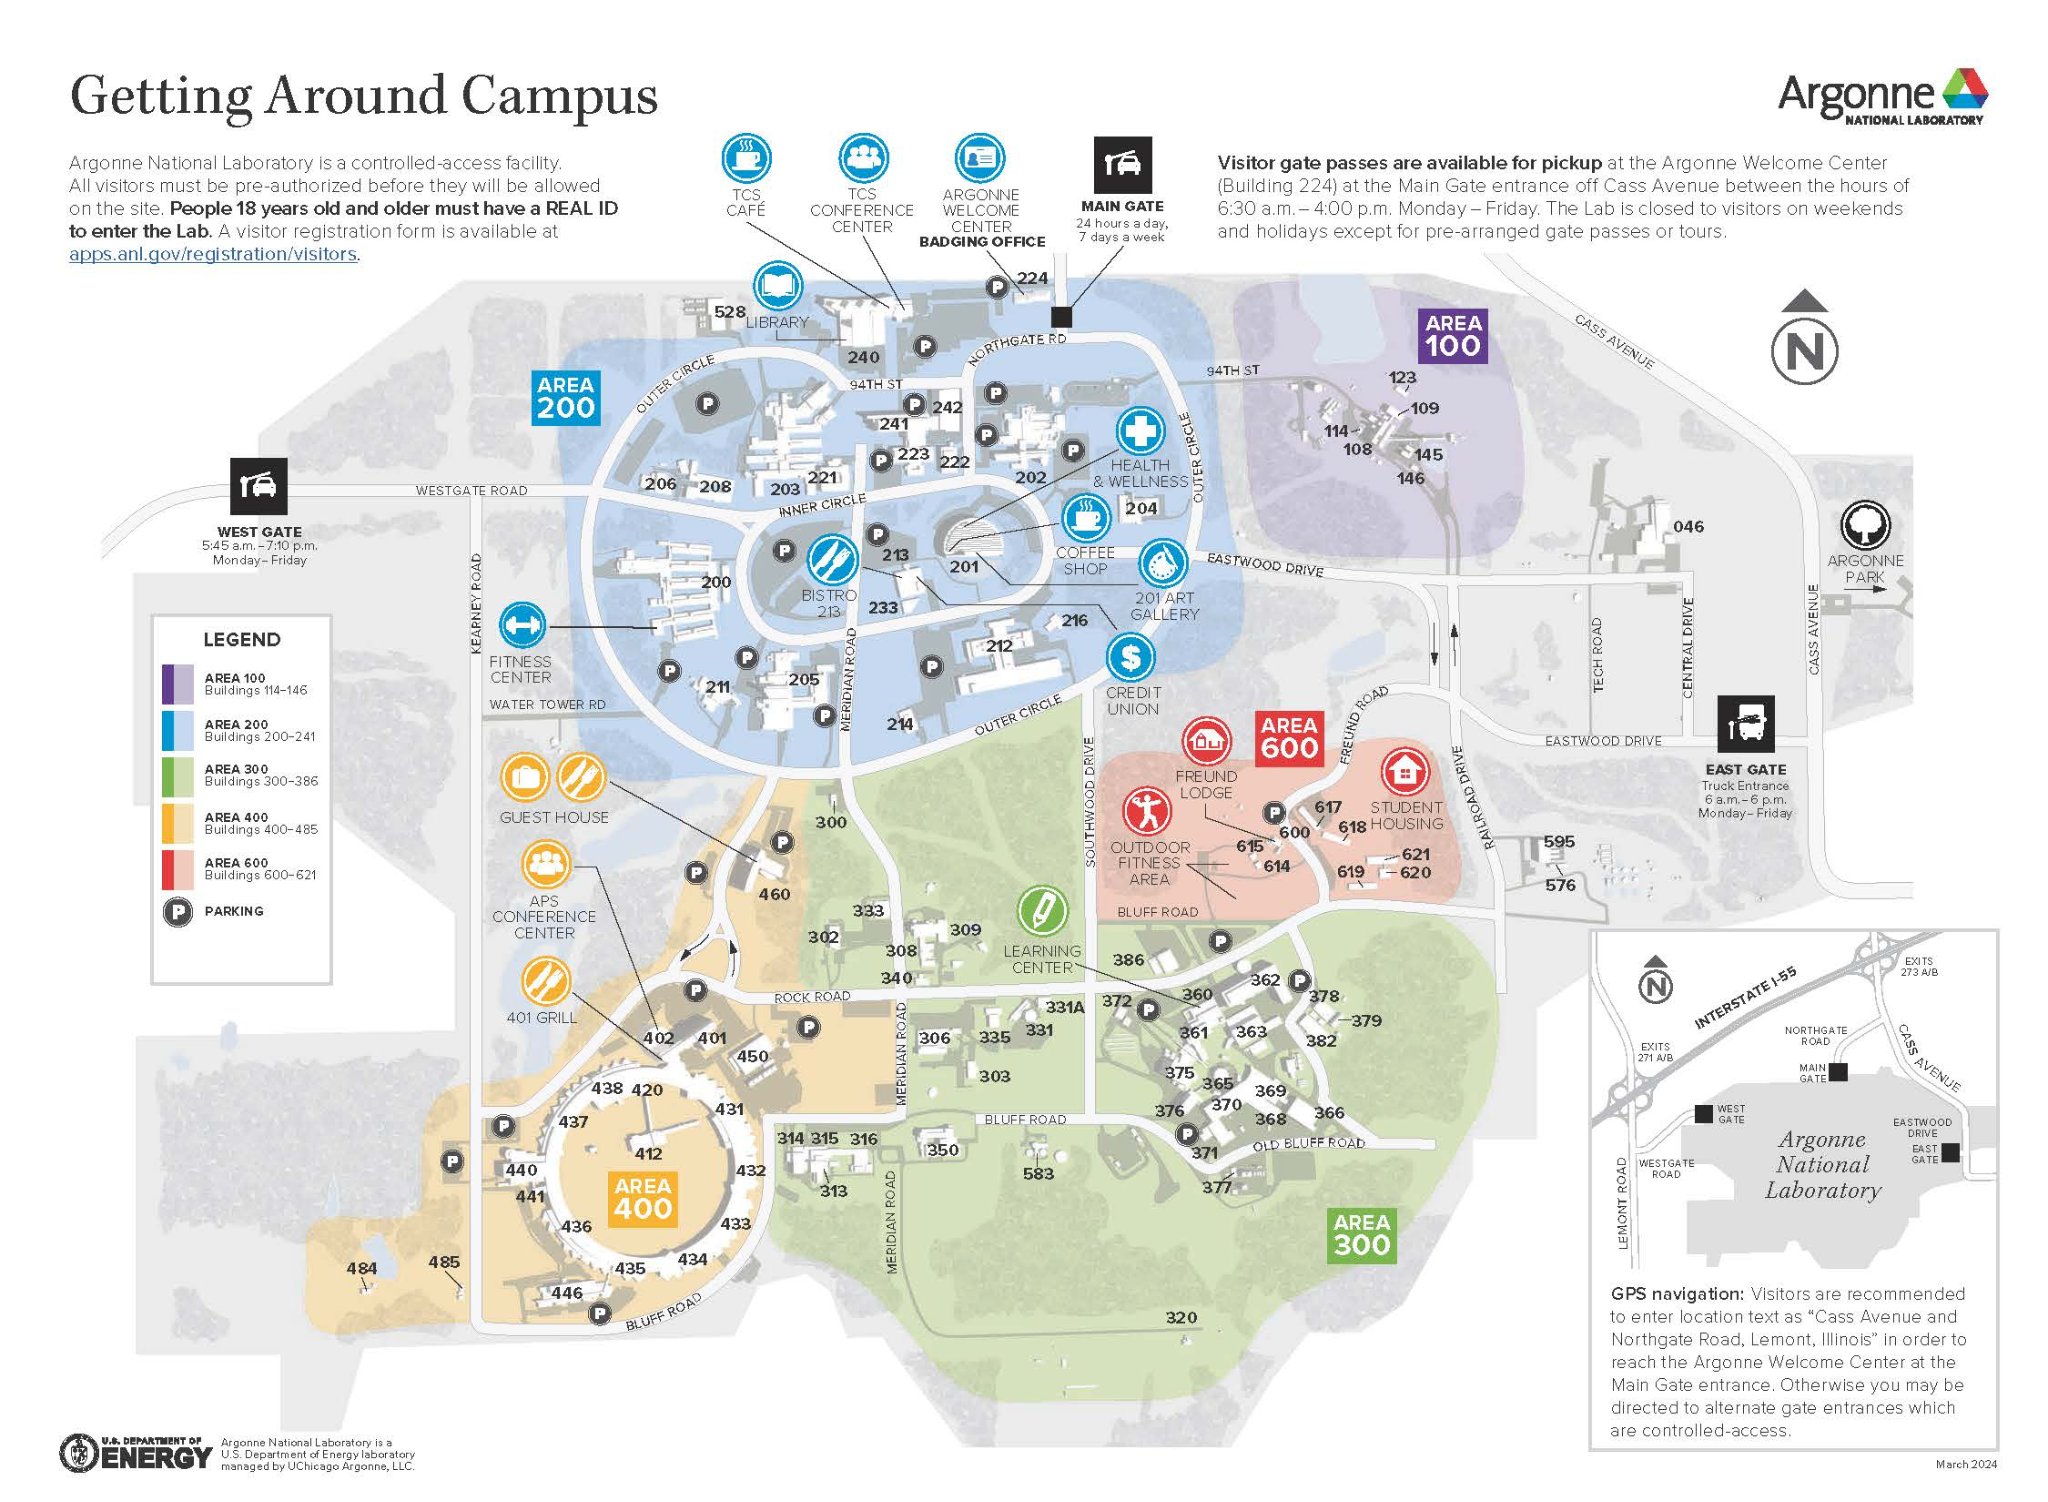 Getting Around Campus
Argonne
NATIONAL LABORATORY
Argonne National Laboratory is a controlled-access facility.
All visitors must be pre-authorized before they will be allowed
on the site. People 18 years old and older must have a REAL ID
to enter the Lab. A visitor registration form is available at
apps.anl.gov/registration/visitors.
TCS
CAFÉ
TCS
CONFERENCE
CENTER
ARGONNE
WELCOME
CENTER
BADGING OFFICE
MAIN GATE
24 hours a day,
7 days a week
Visitor gate passes are available for pickup at the Argonne Welcome Center
(Building 224) at the Main Gate entrance off Cass Avenue between the hours of
6:30 a.m. – 4:00 p.m. Monday – Friday. The Lab is closed to visitors on weekends
and holidays except for pre-arranged gate passes or tours.
P
224
528
LIBRARY
240
P
NORTHGATE RD
OUTER CIRCLE
94TH ST
94TH ST
AREA
100
CASS AVENUE
N
AREA
200
P
P
242
241
P
P
P
223
222
P
202
HEALTH
& WELLNESS
OUTER CIRCLE
123
109
114
108
145
146
WESTGATE ROAD
WEST GATE
5:45 a.m. – 7:10 p.m.
Monday – Friday
206
208
203
221
INNER CIRCLE
204
COFFEE
SHOP
046
ARGONNE
PARK
KEARNEY ROAD
P
P
213
201
200
BISTRO
213
233
201 ART
GALLERY
EASTWOOD DRIVE
216
212
FITNESS
CENTER
WATER TOWER RD
P
P
211
205
P
P
MERIDIAN ROAD
214
OUTER CIRCLE
$
CREDIT
UNION
TECH ROAD
CENTRAL DRIVE
CASS AVENUE
LEGEND
AREA 100
Buildings 114–146
AREA 200
Buildings 200–241
AREA 300
Buildings 300–386
AREA 400
Buildings 400–485
AREA 600
Buildings 600–621
P
PARKING
EASTWOOD DRIVE
EAST GATE
Truck Entrance
6 a.m. – 6 p.m.
Monday – Friday
AREA
600
FREUND ROAD
FREUND
LODGE
STUDENT
HOUSING
RAILROAD DRIVE
SOUTHWOOD DRIVE
OUTDOOR
FITNESS
AREA
P
617
600
618
615
614
621
619
620
595
576
BLUFF ROAD
GUEST HOUSE
300
P
P
460
APS
CONFERENCE
CENTER
333
302
308
309
340
LEARNING
CENTER
386
P
401 GRILL
P
ROCK ROAD
402
401
450
P
MERIDIAN ROAD
306
335
331A
331
303
372
P
360
362
P
378
361
363
379
382
375
365
369
376
370
368
366
P
371
OLD BLUFF ROAD
377
438
420
437
431
P
P
412
440
432
441
AREA
400
436
433
435
434
446
P
BLUFF ROAD
484
485
314
315
316
313
350
BLUFF ROAD
583
MERIDIAN ROAD
320
AREA
300
N
INTERSTATE I-55
EXITS
273 A/B
EXITS
271 A/B
NORTHGATE
ROAD
MAIN
GATE
CASS AVENUE
WEST
GATE
EASTWOOD
DRIVE
EAST
GATE
WESTGATE
ROAD
LEMONT ROAD
Argonne
National
Laboratory
GPS navigation: Visitors are recommended
to enter location text as “Cass Avenue and
Northgate Road, Lemont, Illinois” in order to
reach the Argonne Welcome Center at the
Main Gate entrance. Otherwise you may be
directed to alternate gate entrances which
are controlled-access.
U.S. DEPARTMENT OF
ENERGY
Argonne National Laboratory is a
U.S. Department of Energy laboratory
managed by UChicago Argonne, LLC.
March 2024